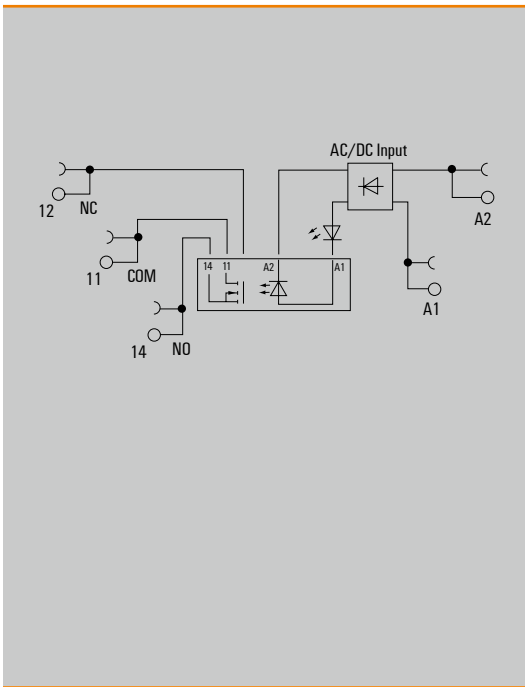 AC/DC Input
12 NC
A2
11 COM
14 11 A2 A1
A1
14 NO